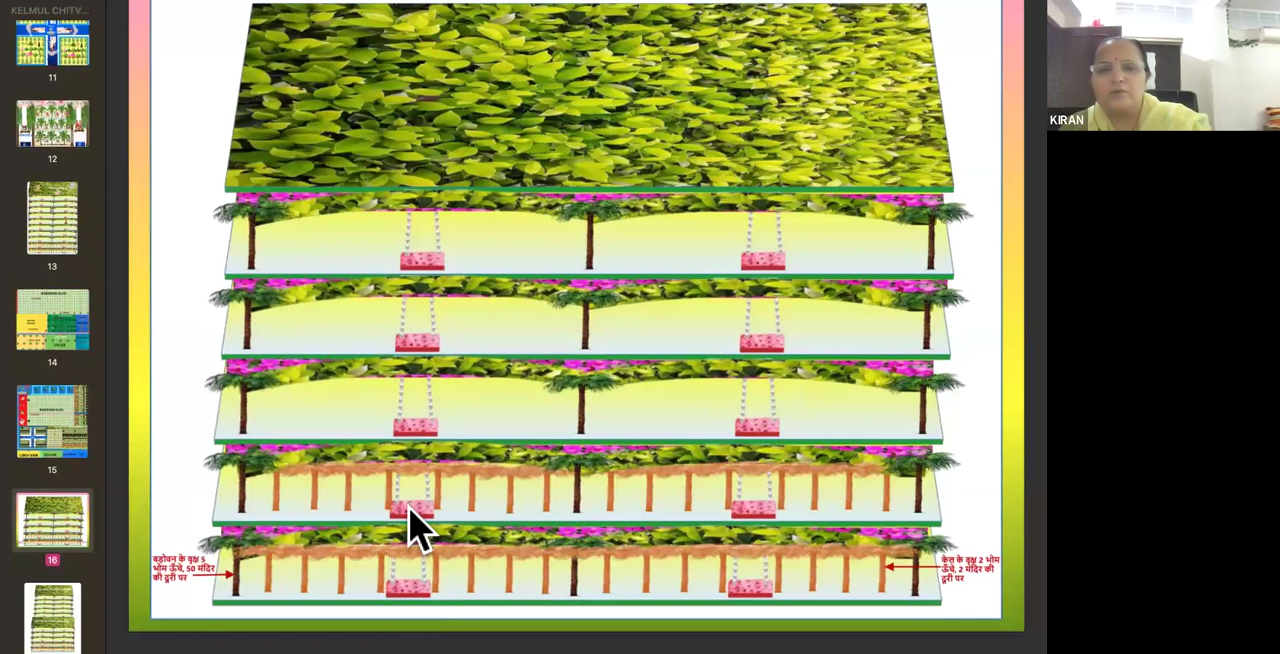 KELMUL CHITV...
11
12
13
14
15
16
KIRAN
बड़ोवन के वृक्ष 5
भोम ऊँचे, 50 मंदिर
की दूरी पर
केल के वृक्ष 2 भोम
ऊँचे, 2 मंदिर की
दूरी पर